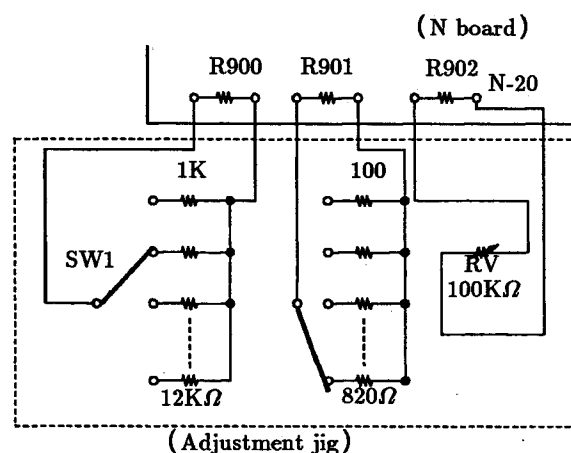 (N board)
R900 R901 R902 N-20
1K 100
SW1 RV
100KΩ
12KΩ 820Ω
(Adjustment jig)